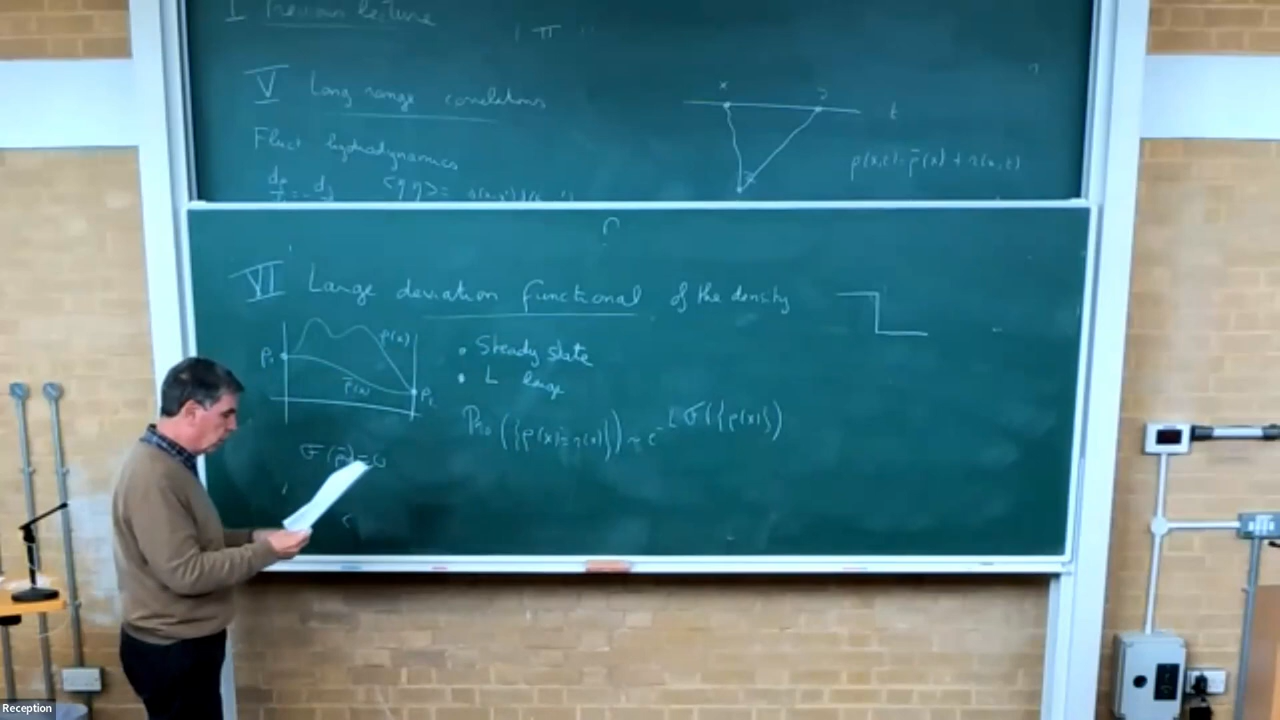 I Previous lecture
V Long range correlations
x
y
t
Fluct hydrodynamics
ρ(x,t) = ρ̄(x) + r(x,t)
VI Large deviation functional of the density
ρ₁
ρ(x)
ρ̄(x)
• Steady state
• L large
Pro({ρ(x)=r(x)}) ~ e^{-L F({ρ(x)})}
F(ρ̄)=0
Reception